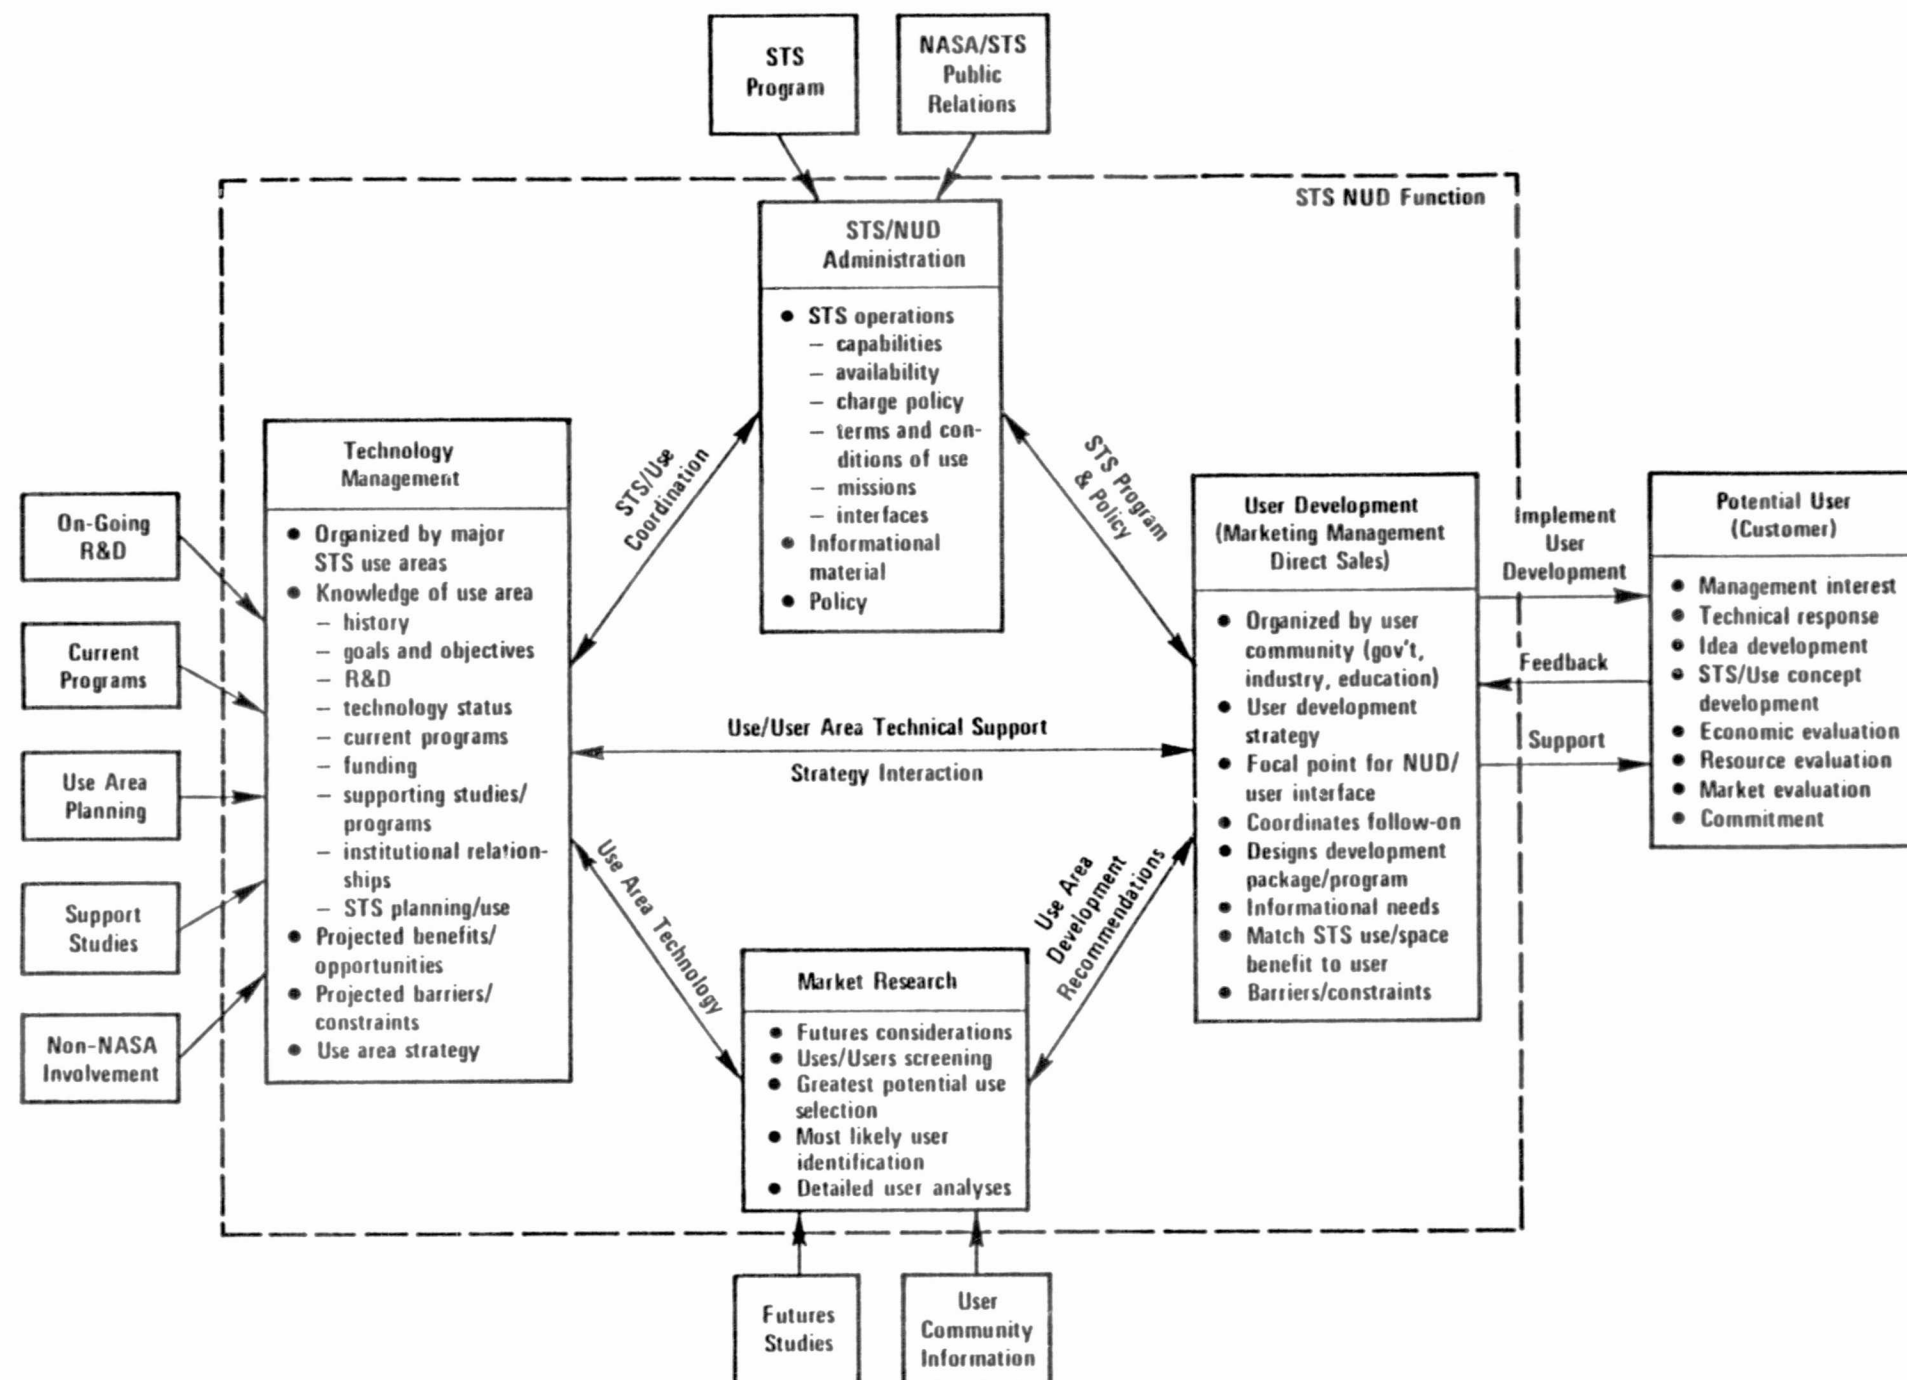 STS
Program
NASA/STS
Public
Relations
STS NUD Function
STS/NUD
Administration
● STS operations
– capabilities
– availability
– charge policy
– terms and con-
ditions of use
– missions
– interfaces
● Informational
material
● Policy
STS/Use
Coordination
STS Program
& Policy
Technology
Management
● Organized by major
STS use areas
● Knowledge of use area
– history
– goals and objectives
– R&D
– technology status
– current programs
– funding
– supporting studies/
programs
– institutional relation-
ships
– STS planning/use
● Projected benefits/
opportunities
● Projected barriers/
constraints
● Use area strategy
On-Going
R&D
Current
Programs
Use Area
Planning
Support
Studies
Non-NASA
Involvement
Use/User Area Technical Support
Strategy Interaction
Use Area Technology
Use Area
Development
Recommendations
User Development
(Marketing Management
Direct Sales)
● Organized by user
community (gov't,
industry, education)
● User development
strategy
● Focal point for NUD/
user interface
● Coordinates follow-on
● Designs development
package/program
● Informational needs
● Match STS use/space
benefit to user
● Barriers/constraints
Implement
User
Development
Feedback
Support
Potential User
(Customer)
● Management interest
● Technical response
● Idea development
● STS/Use concept
development
● Economic evaluation
● Resource evaluation
● Market evaluation
● Commitment
Market Research
● Futures considerations
● Uses/Users screening
● Greatest potential use
selection
● Most likely user
identification
● Detailed user analyses
Futures
Studies
User
Community
Information